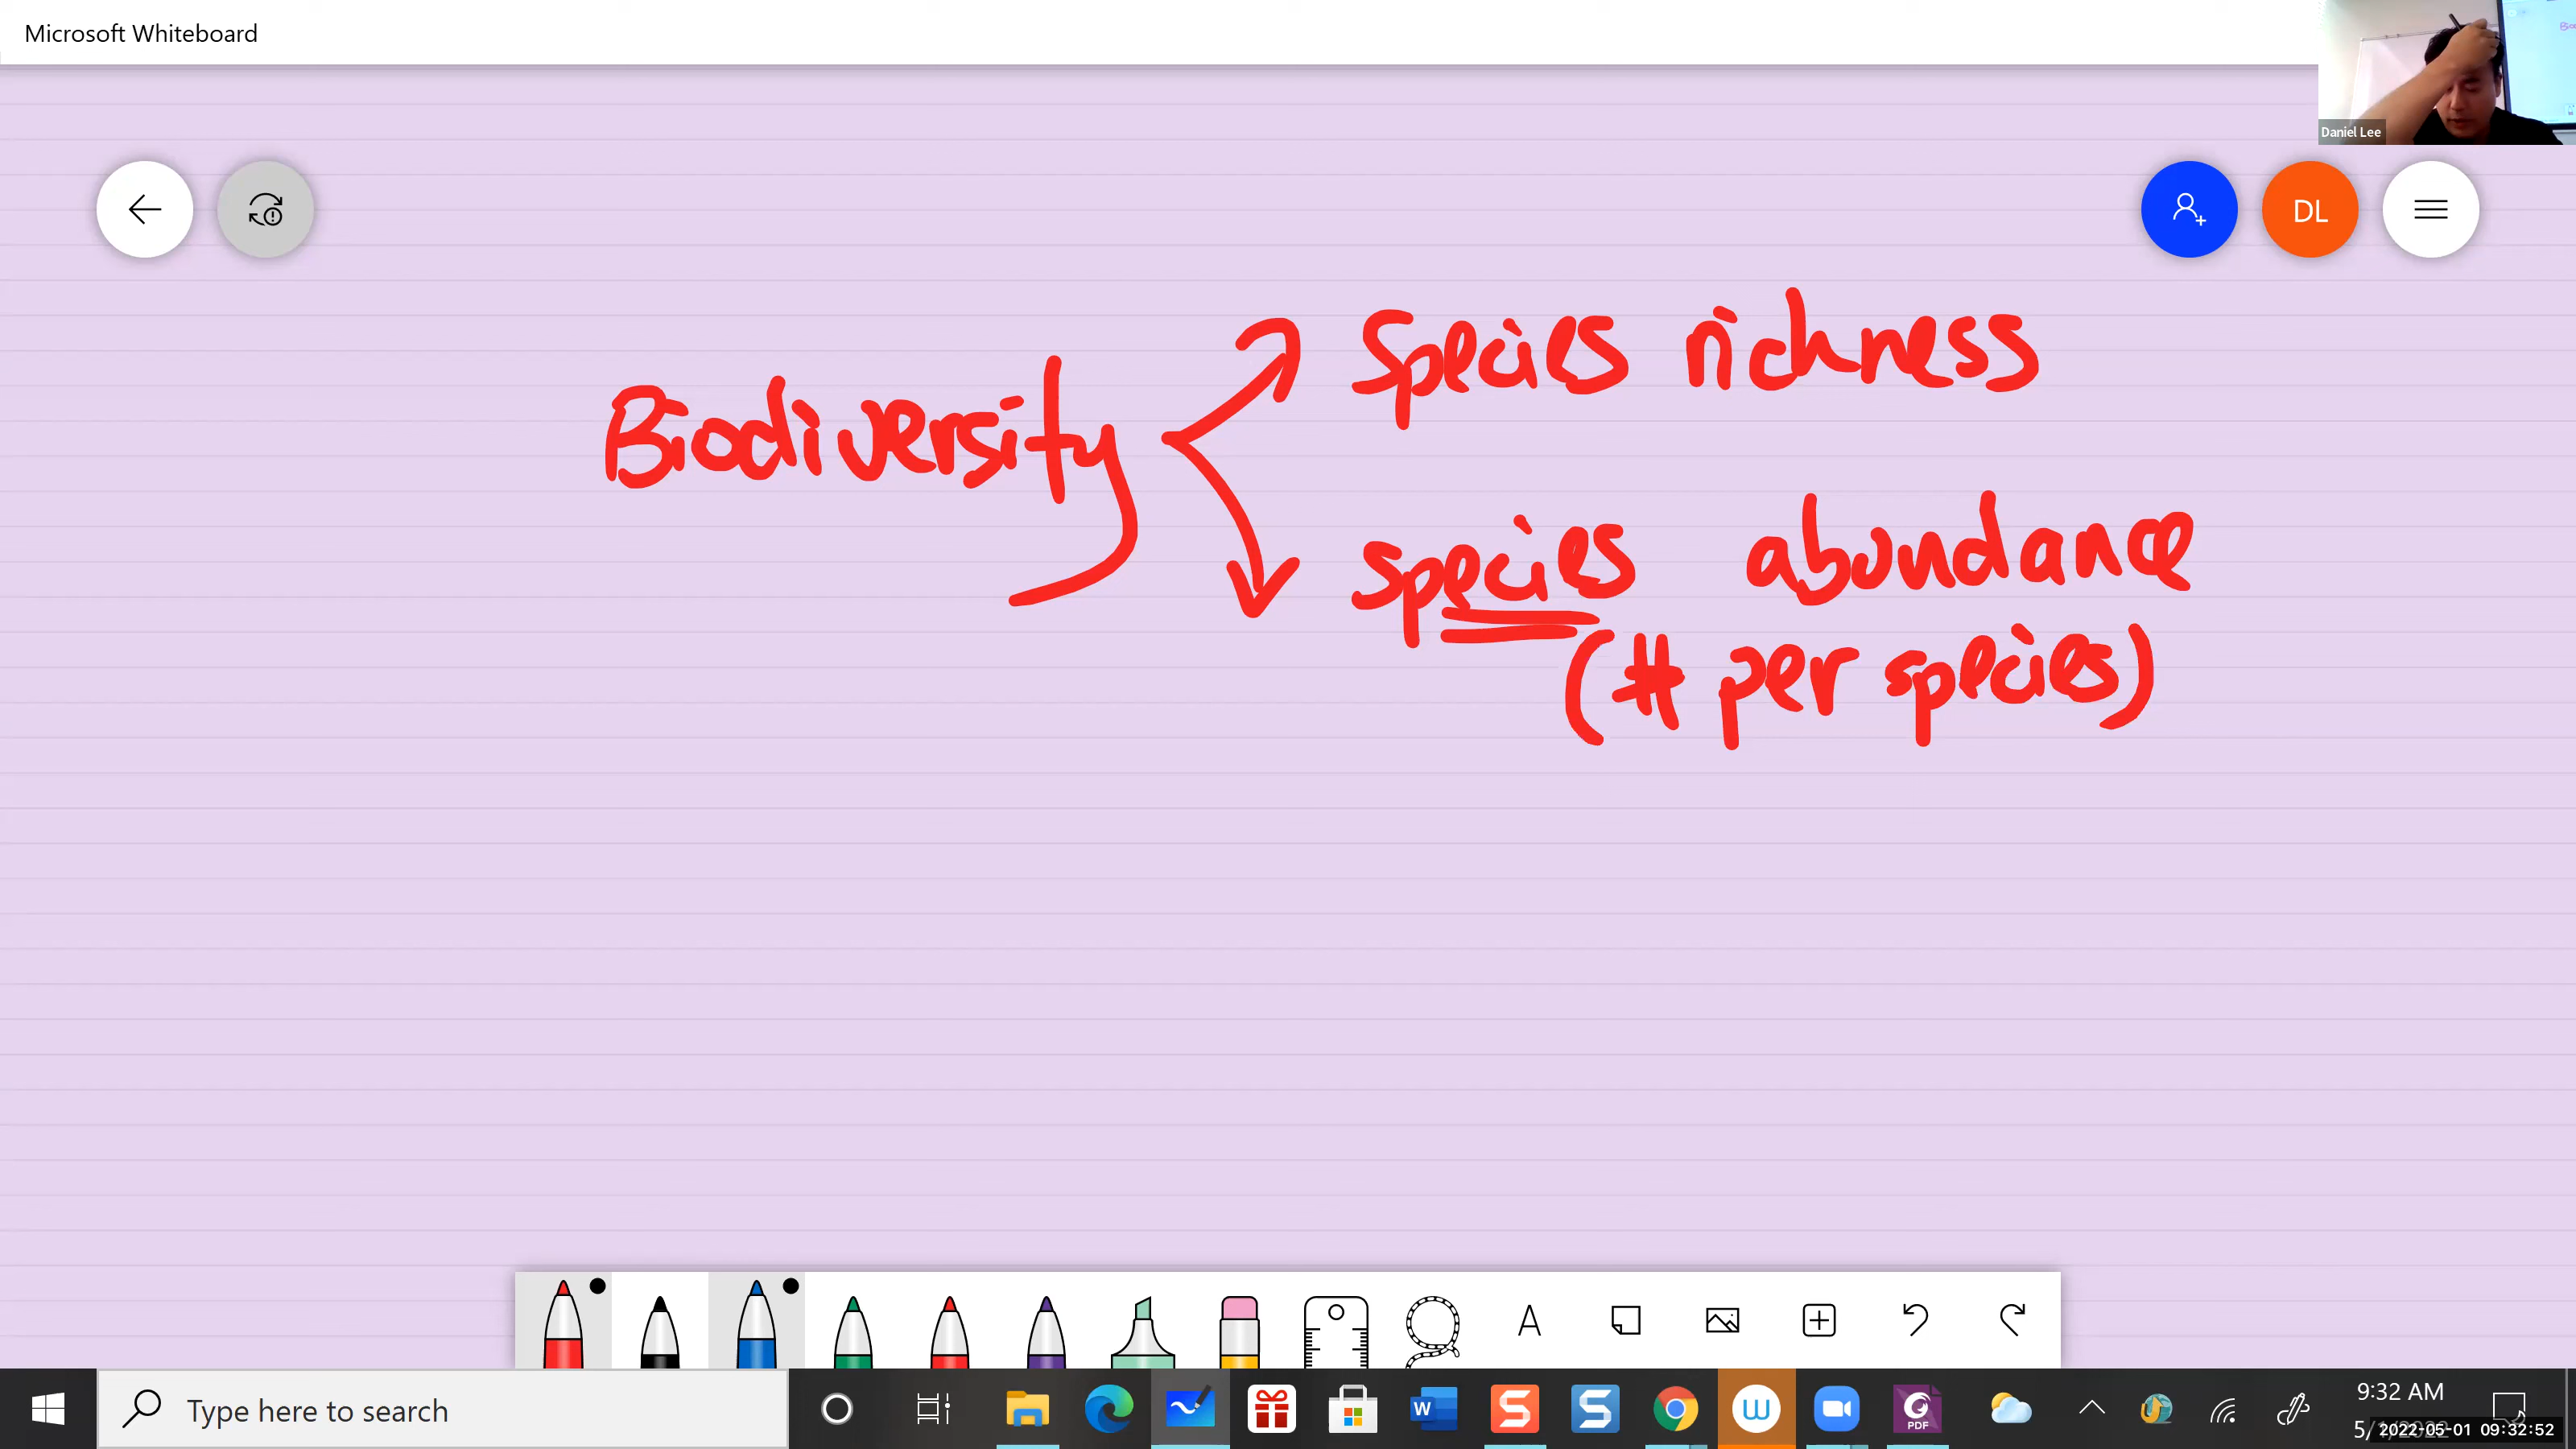 Microsoft Whiteboard
Daniel Lee
DL
Species richness
Biodiversity
species abundance
(# per species)
A
Type here to search
W
S
S
W
PDF
9:32 AM
2022-05-01 09:32:52